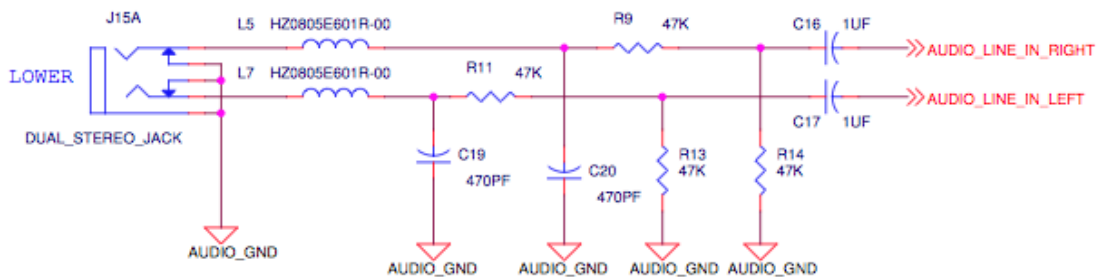 J15A
L5 HZ0805E601R-00
R9 47K
C16 1UF
AUDIO_LINE_IN_RIGHT
LOWER
L7 HZ0805E601R-00
R11 47K
AUDIO_LINE_IN_LEFT
C17 1UF
DUAL_STEREO_JACK
C19
470PF
C20
470PF
R13
47K
R14
47K
AUDIO_GND
AUDIO_GND
AUDIO_GND
AUDIO_GND
AUDIO_GND